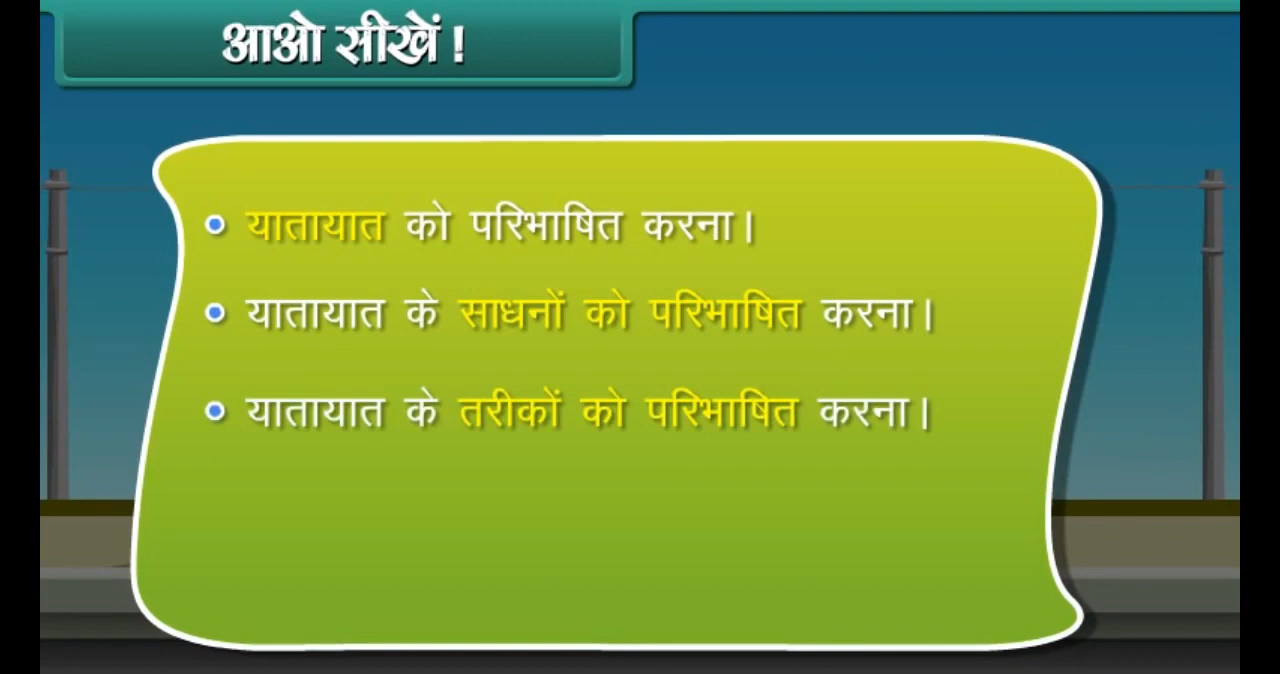 आओ सीखें!
यातायात को परिभाषित करना।
यातायात के साधनों को परिभाषित करना।
यातायात के तरीकों को परिभाषित करना।